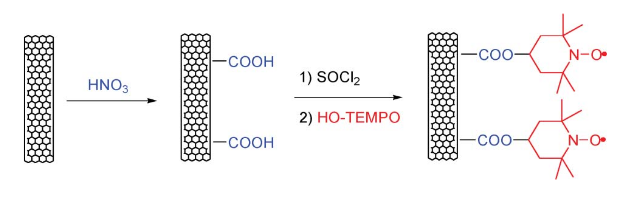 HNO3
COOH
COOH
1) SOCl2
2) HO-TEMPO
COO
N
O•
COO
N
O•